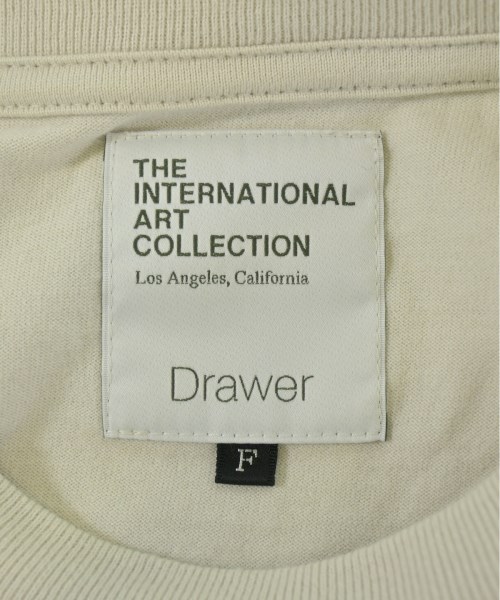 THE
INTERNATIONAL
ART
COLLECTION
Los Angeles, California
Drawer
F